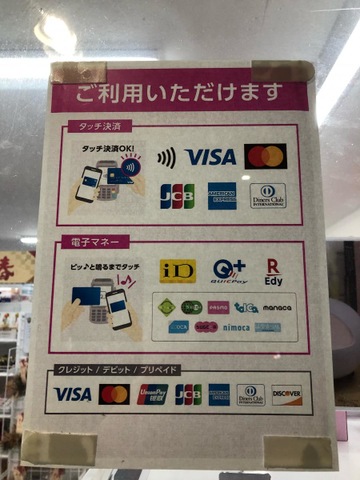 ご利用いただけます
タッチ決済
タッチ決済OK!
VISA
JCB
AMERICAN EXPRESS
Diners Club INTERNATIONAL
電子マネー
ピッ♪と鳴るまでタッチ
iD
QUICPay
R Edy
PASMO
toica
manaca
nimoca
クレジット / デビット / プリペイド
VISA
UnionPay 银联
JCB
AMERICAN EXPRESS
Diners Club INTERNATIONAL
DISCOVER